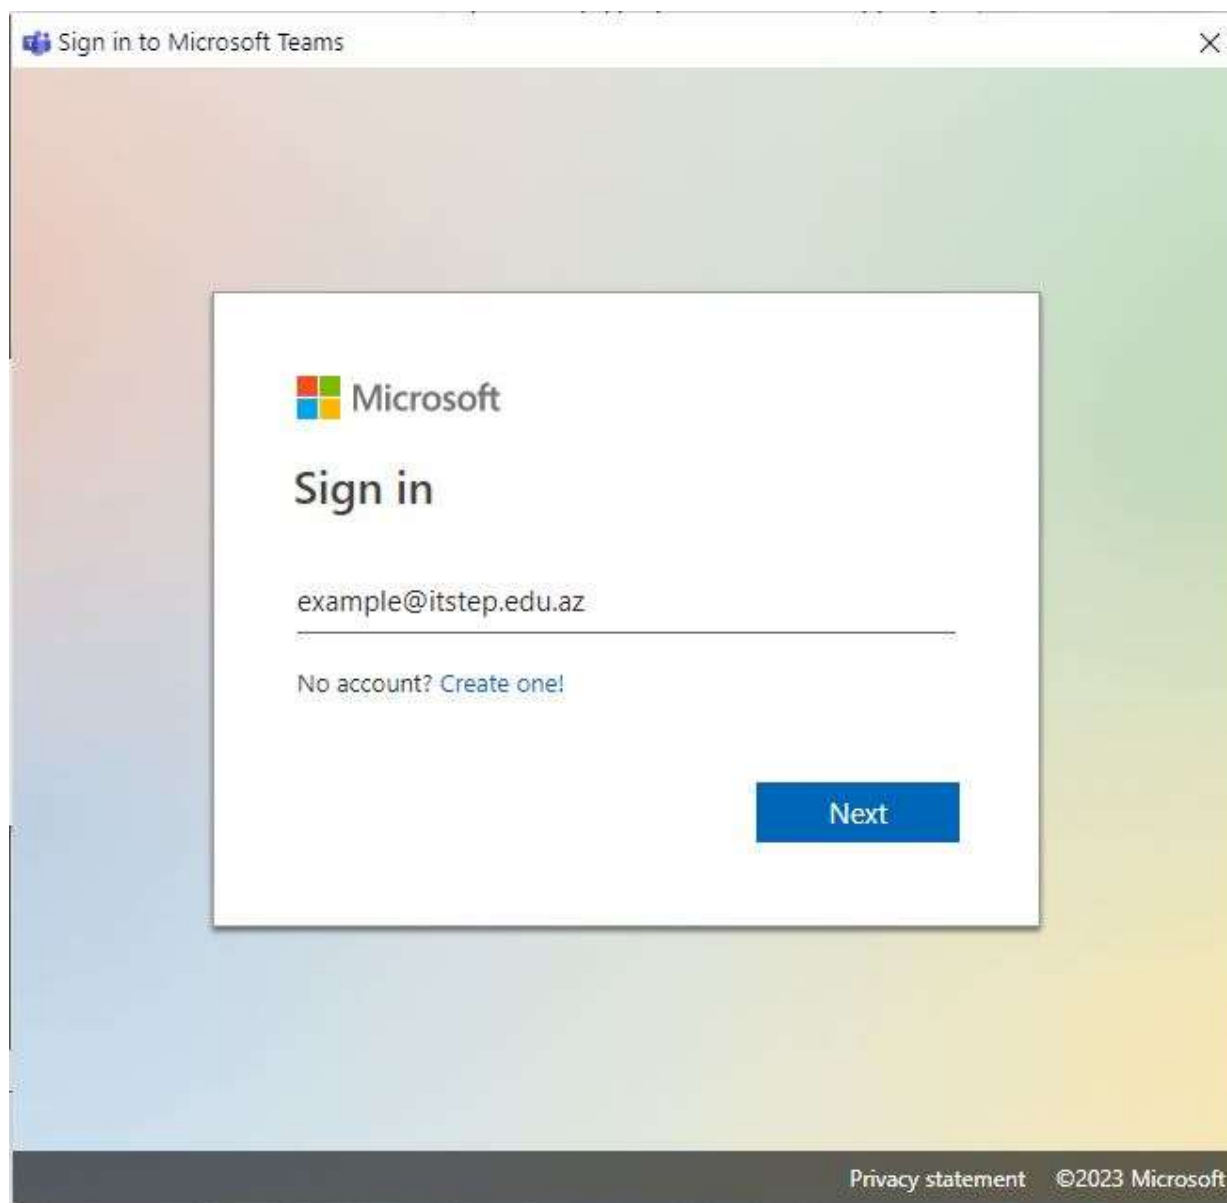 Sign in to Microsoft Teams
Microsoft
Sign in
example@itstep.edu.az
No account? Create one!
Next
Privacy statement ©2023 Microsoft